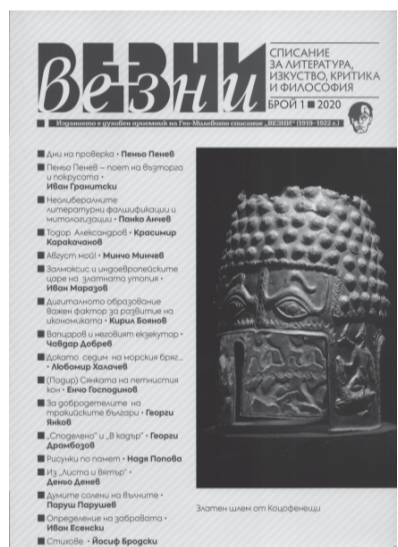 ВЕЗНИ
везни
СПИСАНИЕ
ЗА ЛИТЕРАТУРА,
ИЗКУСТВО, КРИТИКА
И ФИЛОСОФИЯ
БРОЙ 1 ■ 2020
Изданието е духовен приемник на Гео-Милевото списание „ВЕЗНИ“ (1919–1922 г.)
■ Дни на проверка • Пеньо Пенев
■ Пеньо Пенев – поет на възторга
и покрусата •
Иван Гранитски
■ Неолибералните
литературни фалшификации и
митологизации • Панко Анчев
■ Тодор Александров • Красимир
Каракачанов
■ Август мой! • Минчо Минчев
■ Залмоксис и индоевропейските
царе на златната утопия •
Иван Маразов
■ Дигиталното образование
важен фактор за развитие на
икономиката • Кирил Боянов
■ Вапцаров и неговият екзекутор •
Чавдар Добрев
■ Докато седим на морския бряг... •
Любомир Халачев
■ (Подир) Сянката на петнистия
кон • Енчо Господинов
■ За добродетелите на
тракийските българи • Георги
Янков
■ „Споделено“ и „В кадър“ • Георги
Драмбозов
■ Рисунки по памет • Надя Попова
■ Из „Листа и вятър“ •
Деньо Денев
■ Думите солени на вълните •
Паруш Парушев
■ Определение на забравата •
Иван Есенски
■ Стихове • Йосиф Бродски
Златен шлем от Коцофенещи